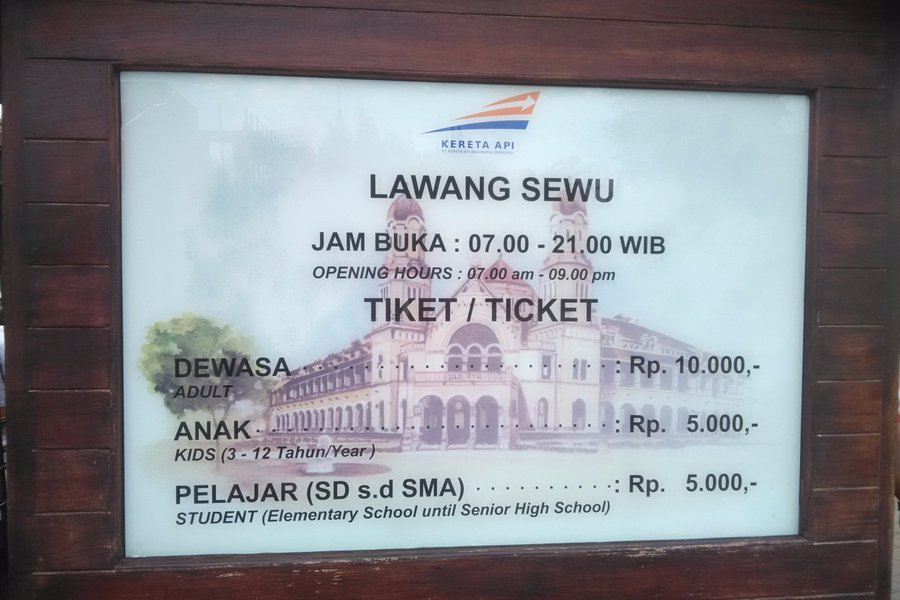 KERETA API
LAWANG SEWU
JAM BUKA : 07.00 - 21.00 WIB
OPENING HOURS : 07.00 am - 09.00 pm
TIKET / TICKET
DEWASA : Rp. 10.000,-
ADULT
ANAK : Rp. 5.000,-
KIDS (3 - 12 Tahun/Year )
PELAJAR (SD s.d SMA) : Rp. 5.000,-
STUDENT (Elementary School until Senior High School)